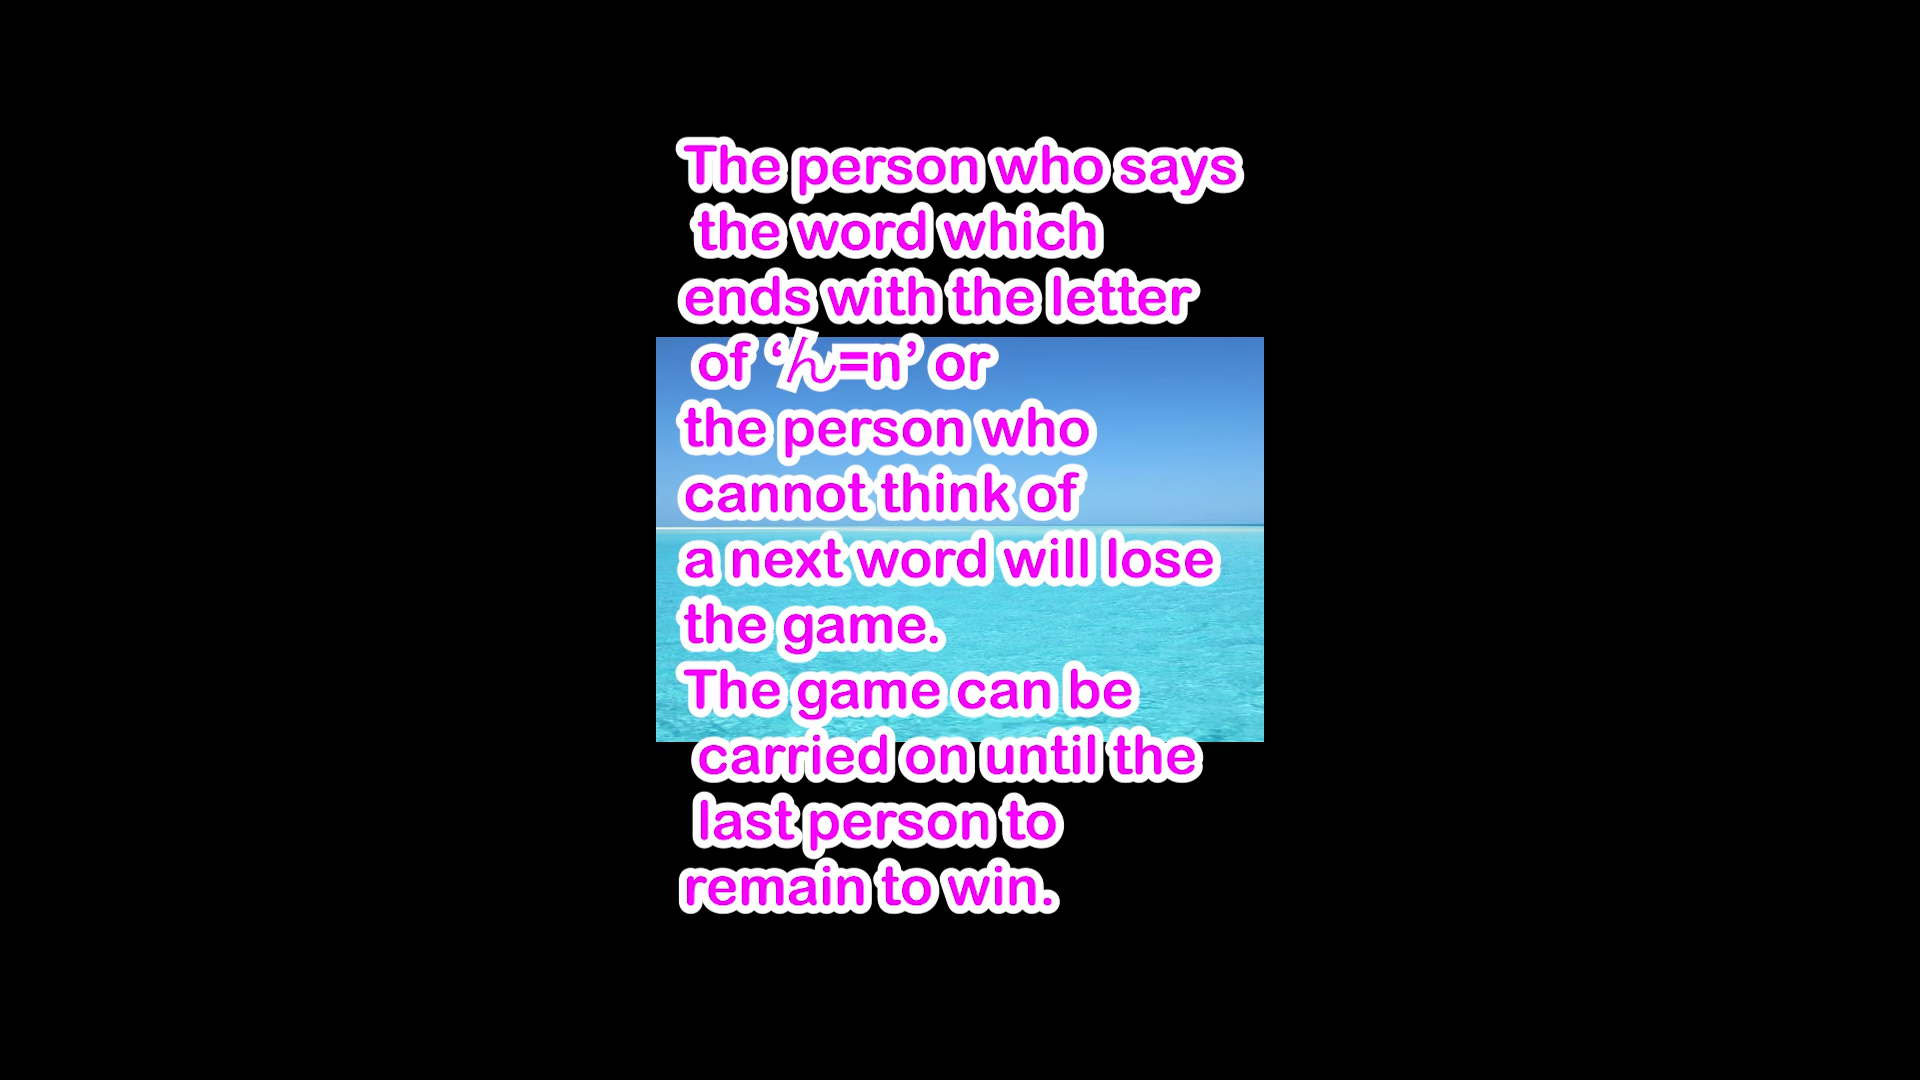 The person who says
the word which
ends with the letter
of ‘ん=n’ or
the person who
cannot think of
a next word will lose
the game.
The game can be
carried on until the
last person to
remain to win.